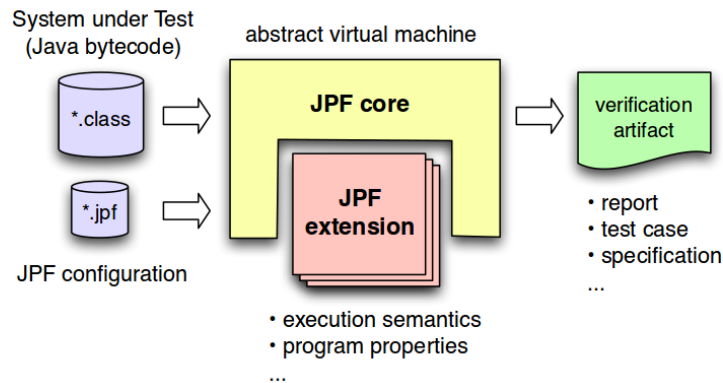 System under Test
(Java bytecode)
abstract virtual machine
*.class
JPF core
verification
artifact
*.jpf
JPF
extension
• report
• test case
• specification
...
JPF configuration
• execution semantics
• program properties
...